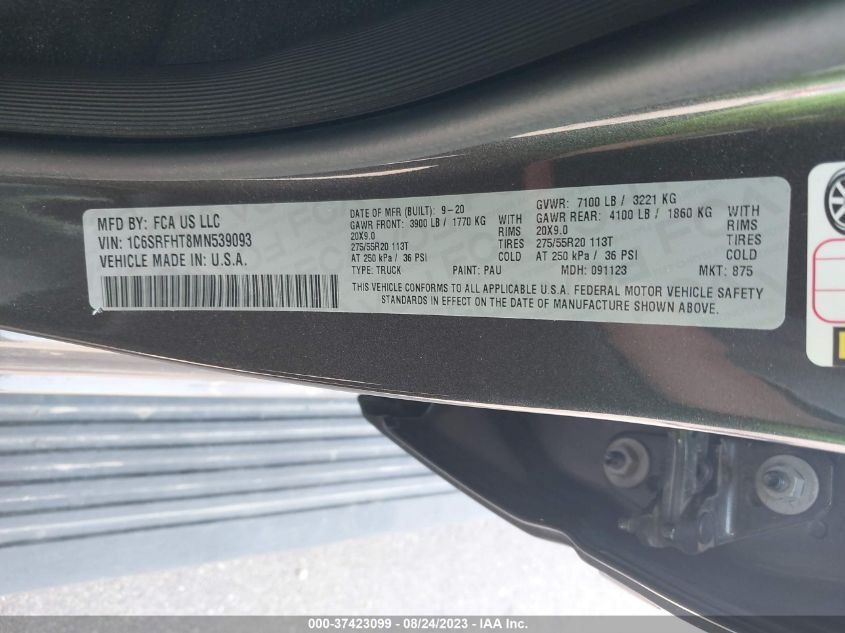 MFD BY: FCA US LLC
VIN: 1C6SRFHT8MN539093
VEHICLE MADE IN: U.S.A.
DATE OF MFR (BUILT): 9-20
GAWR FRONT: 3900 LB / 1770 KG WITH
20X9.0 RIMS
275/55R20 113T TIRES
AT 250 kPa / 36 PSI COLD
TYPE: TRUCK PAINT: PAU
GVWR: 7100 LB / 3221 KG
GAWR REAR: 4100 LB / 1860 KG WITH
20X9.0 RIMS
275/55R20 113T TIRES
AT 250 kPa / 36 PSI COLD
MDH: 091123 MKT: 875
THIS VEHICLE CONFORMS TO ALL APPLICABLE U.S.A. FEDERAL MOTOR VEHICLE SAFETY
STANDARDS IN EFFECT ON THE DATE OF MANUFACTURE SHOWN ABOVE.
000-37423099 - 08/24/2023 - IAA Inc.